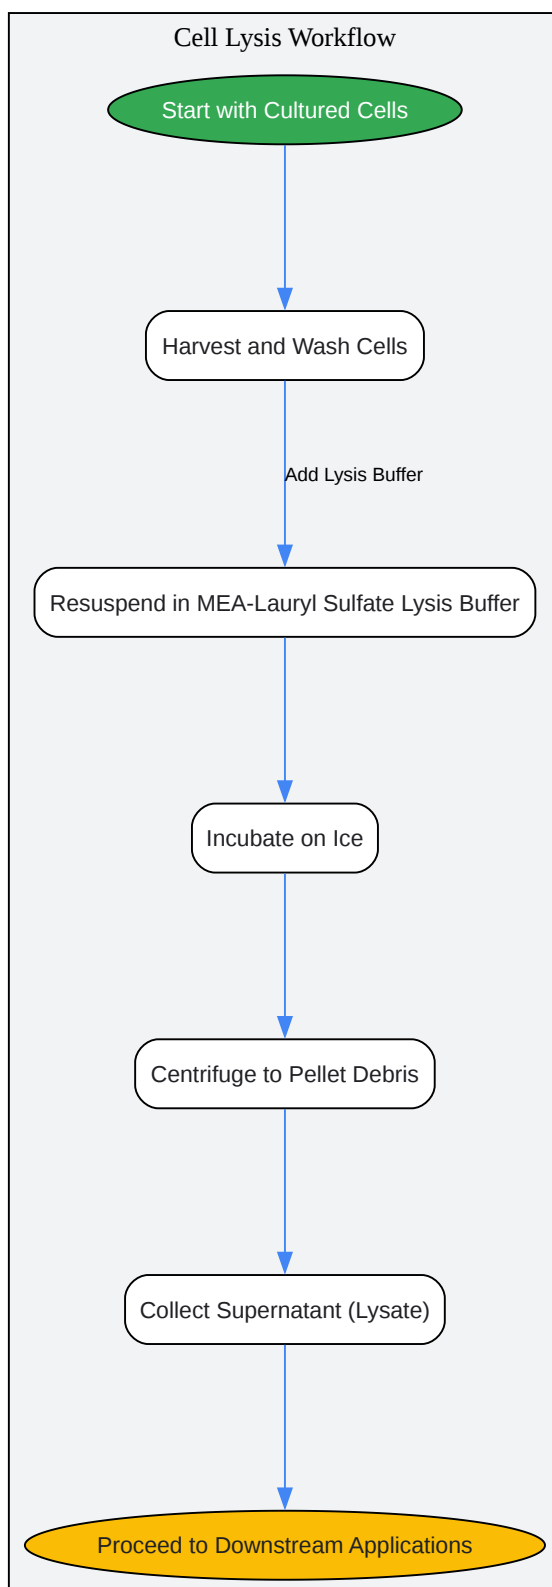 Cell Lysis Workflow
Start with Cultured Cells
Harvest and Wash Cells
Add Lysis Buffer
Resuspend in MEA-Lauryl Sulfate Lysis Buffer
Incubate on Ice
Centrifuge to Pellet Debris
Collect Supernatant (Lysate)
Proceed to Downstream Applications